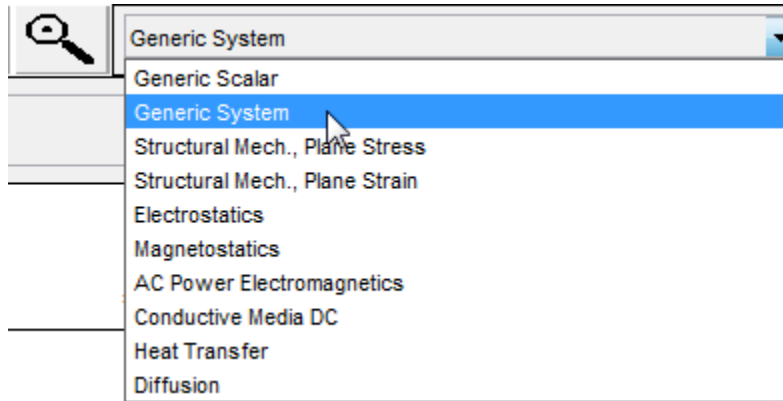 Generic System
Generic Scalar
Generic System
Structural Mech., Plane Stress
Structural Mech., Plane Strain
Electrostatics
Magnetostatics
AC Power Electromagnetics
Conductive Media DC
Heat Transfer
Diffusion